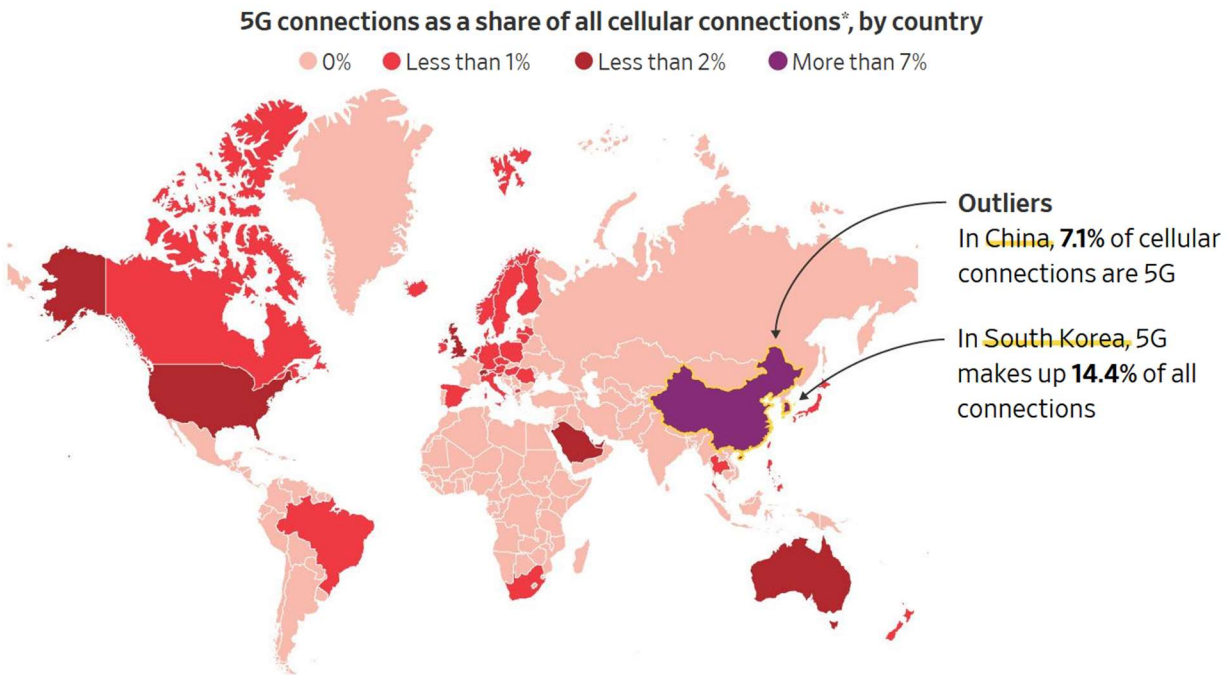 5G connections as a share of all cellular connections*, by country
0% Less than 1% Less than 2% More than 7%
Outliers
In China, 7.1% of cellular
connections are 5G
In South Korea, 5G
makes up 14.4% of all
connections